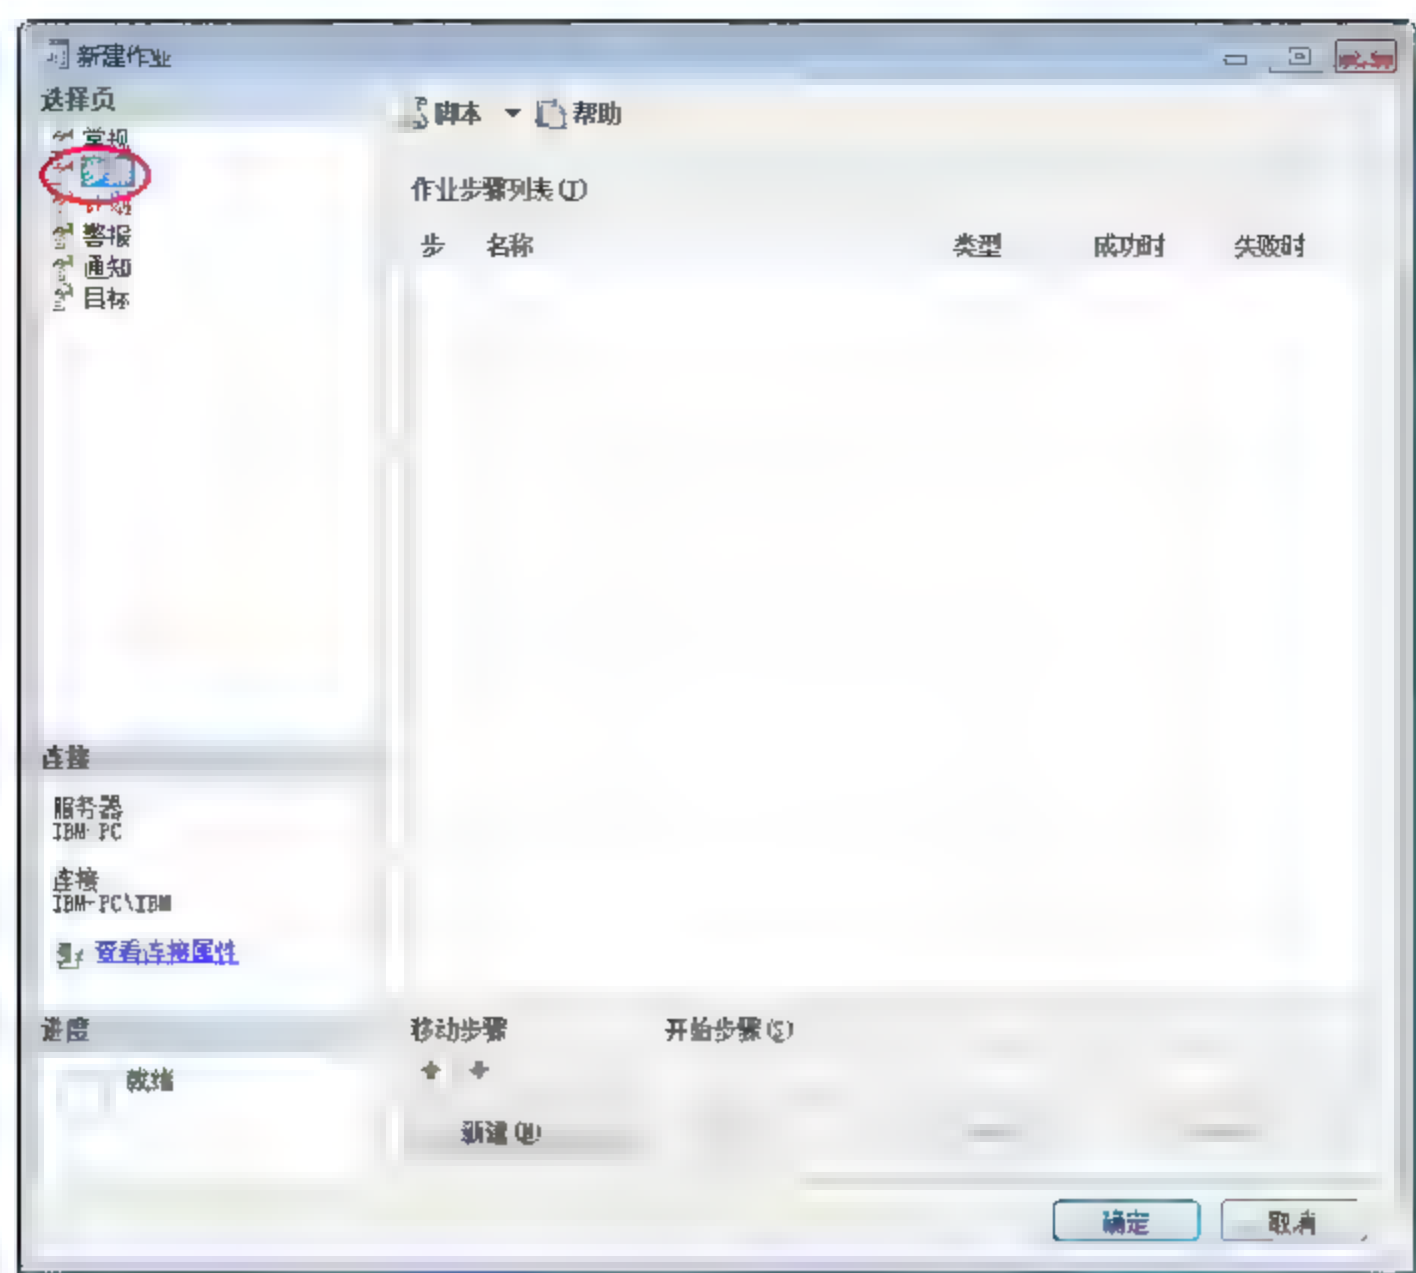 新建作业
选择页
脚本 帮助
常规
警报
通知
目标
作业步骤列表(T)
步 名称 类型 成功时 失败时
连接
服务器
IBM-PC
连接
IBM-PC\IBM
查看连接属性
进度
就绪
移动步骤 开始步骤(S)
新建(N)
确定 取消